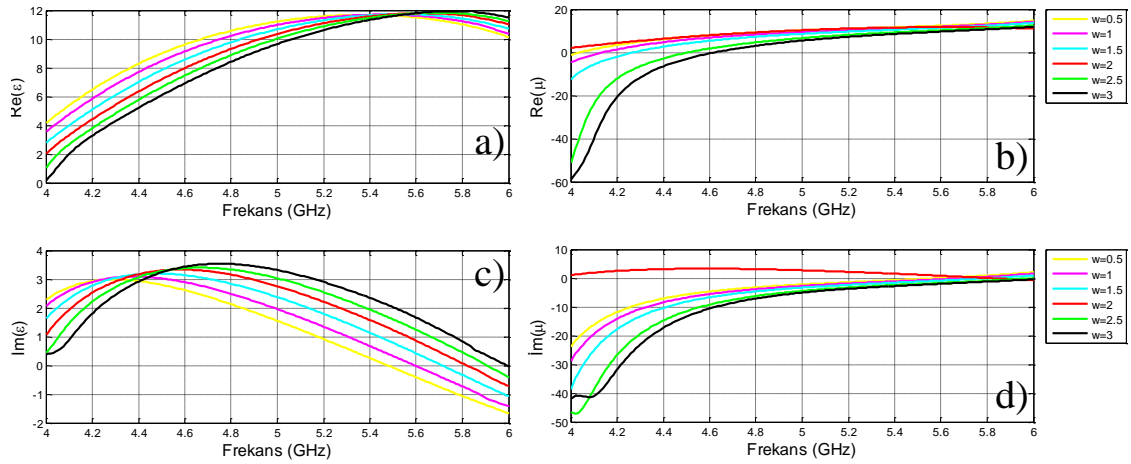 12
10
8
6
4
2
0
Re(ε)
4 4.2 4.4 4.6 4.8 5 5.2 5.4 5.6 5.8 6
Frekans (GHz)
a)
20
0
-20
-40
-60
Re(μ)
4 4.2 4.4 4.6 4.8 5 5.2 5.4 5.6 5.8 6
Frekans (GHz)
b)
w=0.5
w=1
w=1.5
w=2
w=2.5
w=3
4
3
2
1
0
-1
-2
Im(ε)
4 4.2 4.4 4.6 4.8 5 5.2 5.4 5.6 5.8 6
Frekans (GHz)
c)
10
0
-10
-20
-30
-40
-50
İm(μ)
4 4.2 4.4 4.6 4.8 5 5.2 5.4 5.6 5.8 6
Frekans (GHz)
d)
w=0.5
w=1
w=1.5
w=2
w=2.5
w=3